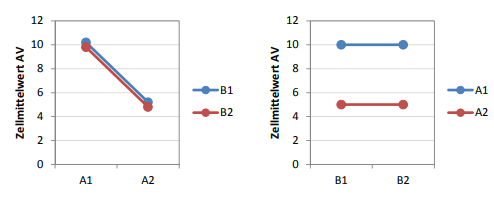 Zellmittelwert AV
12
10
8
6
4
2
0
A1 A2
B1
B2
Zellmittelwert AV
12
10
8
6
4
2
0
B1 B2
A1
A2